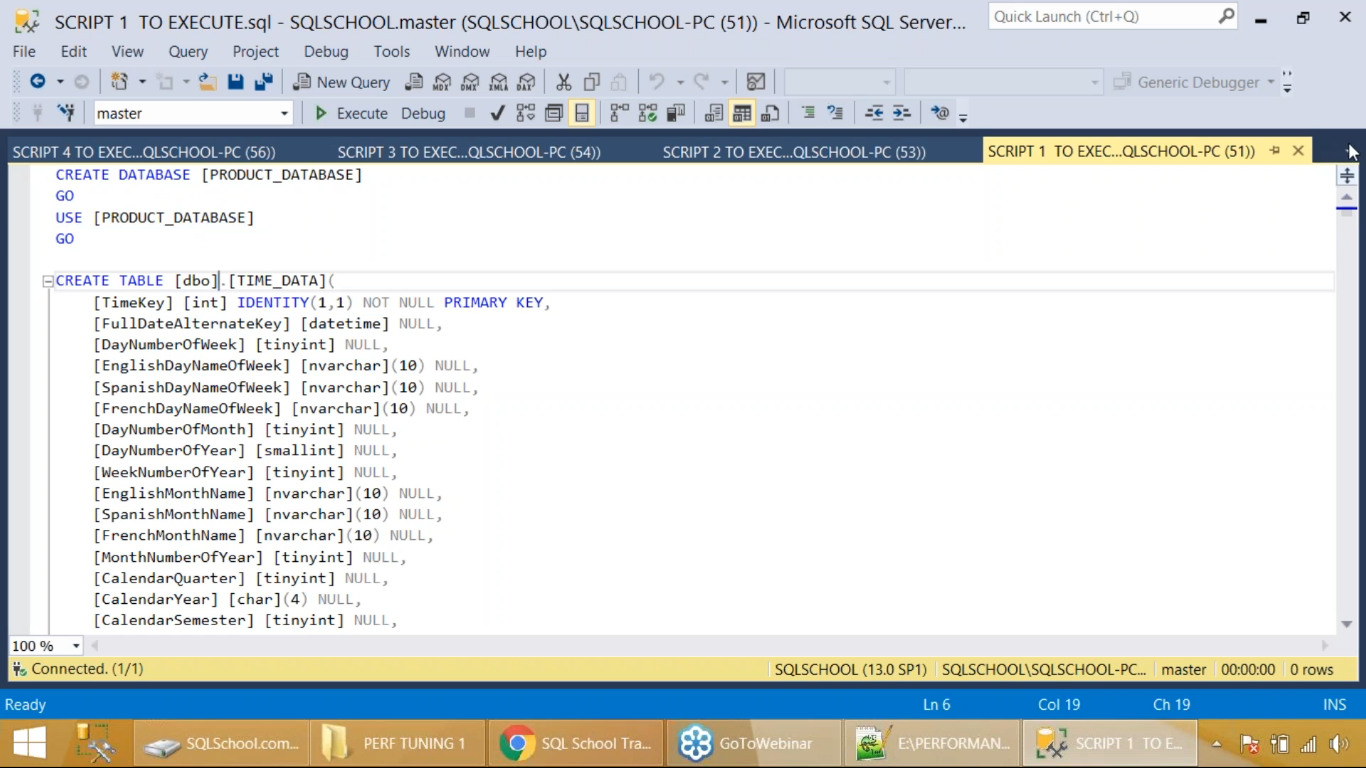 SCRIPT 1  TO EXECUTE.sql - SQLSCHOOL.master (SQLSCHOOL\SQLSCHOOL-PC (51)) - Microsoft SQL Server...
Quick Launch (Ctrl+Q)
File Edit View Query Project Debug Tools Window Help
New Query MDX DMX XMLA DAX Generic Debugger
master Execute Debug
SCRIPT 4 TO EXEC...QLSCHOOL-PC (56)) SCRIPT 3 TO EXEC...QLSCHOOL-PC (54)) SCRIPT 2 TO EXEC...QLSCHOOL-PC (53)) SCRIPT 1  TO EXEC...QLSCHOOL-PC (51))
CREATE DATABASE [PRODUCT_DATABASE]
GO
USE [PRODUCT_DATABASE]
GO
CREATE TABLE [dbo].[TIME_DATA](
[TimeKey] [int] IDENTITY(1,1) NOT NULL PRIMARY KEY,
[FullDateAlternateKey] [datetime] NULL,
[DayNumberOfWeek] [tinyint] NULL,
[EnglishDayNameOfWeek] [nvarchar](10) NULL,
[SpanishDayNameOfWeek] [nvarchar](10) NULL,
[FrenchDayNameOfWeek] [nvarchar](10) NULL,
[DayNumberOfMonth] [tinyint] NULL,
[DayNumberOfYear] [smallint] NULL,
[WeekNumberOfYear] [tinyint] NULL,
[EnglishMonthName] [nvarchar](10) NULL,
[SpanishMonthName] [nvarchar](10) NULL,
[FrenchMonthName] [nvarchar](10) NULL,
[MonthNumberOfYear] [tinyint] NULL,
[CalendarQuarter] [tinyint] NULL,
[CalendarYear] [char](4) NULL,
[CalendarSemester] [tinyint] NULL,
100 %
Connected. (1/1) SQLSCHOOL (13.0 SP1) SQLSCHOOL\SQLSCHOOL-PC... master 00:00:00 0 rows
Ready Ln 6 Col 19 Ch 19 INS
SQLSchool.com... PERF TUNING 1 SQL School Tra... GoToWebinar E:\PERFORMAN... SCRIPT 1  TO E...